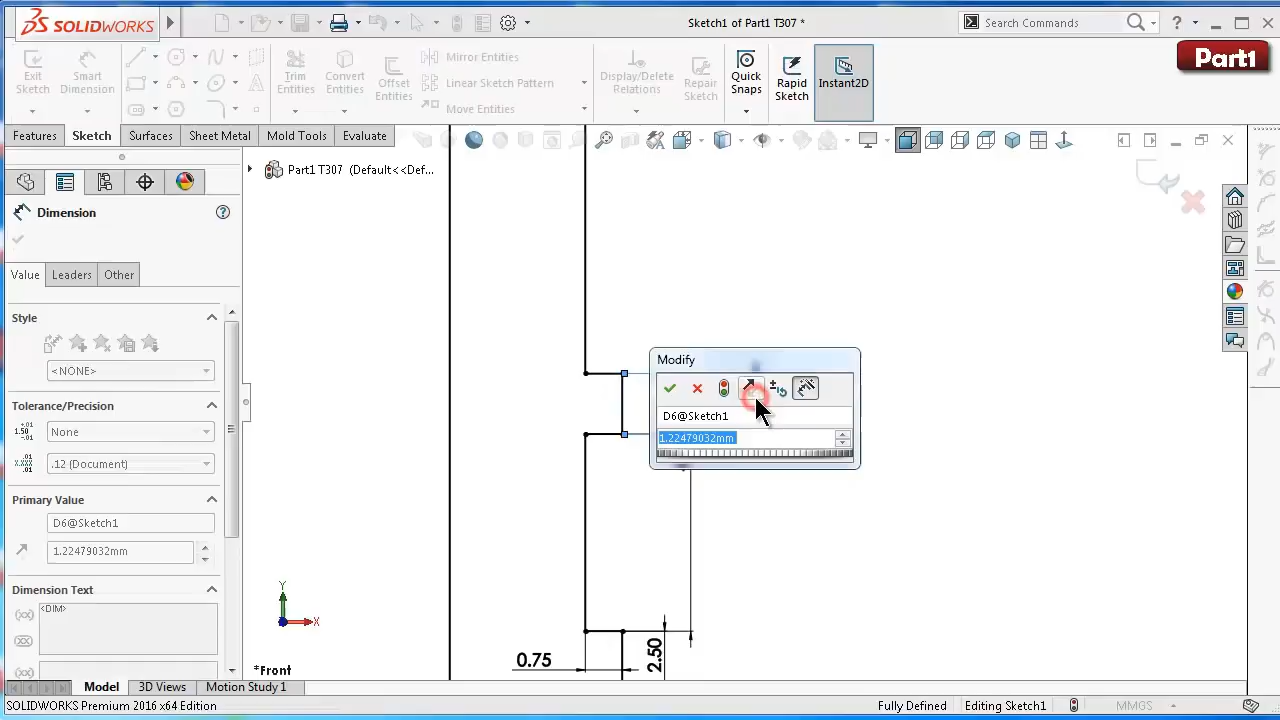 SOLIDWORKS
Sketch1 of Part1 T307 *
Search Commands
Part1
Exit Sketch
Smart Dimension
Trim Entities
Convert Entities
Offset Entities
Mirror Entities
Linear Sketch Pattern
Move Entities
Display/Delete Relations
Repair Sketch
Quick Snaps
Rapid Sketch
Instant2D
Features
Sketch
Surfaces
Sheet Metal
Mold Tools
Evaluate
Part1 T307 (Default<<Def...
Dimension
Value
Leaders
Other
Style
<NONE>
Tolerance/Precision
None
.12 (Document)
Primary Value
D6@Sketch1
1.22479032mm
Dimension Text
<DIM>
Modify
D6@Sketch1
1.22479032mm
0.75
2.50
Y
X
*Front
Model
3D Views
Motion Study 1
SOLIDWORKS Premium 2016 x64 Edition
Fully Defined
Editing Sketch1
MMGS